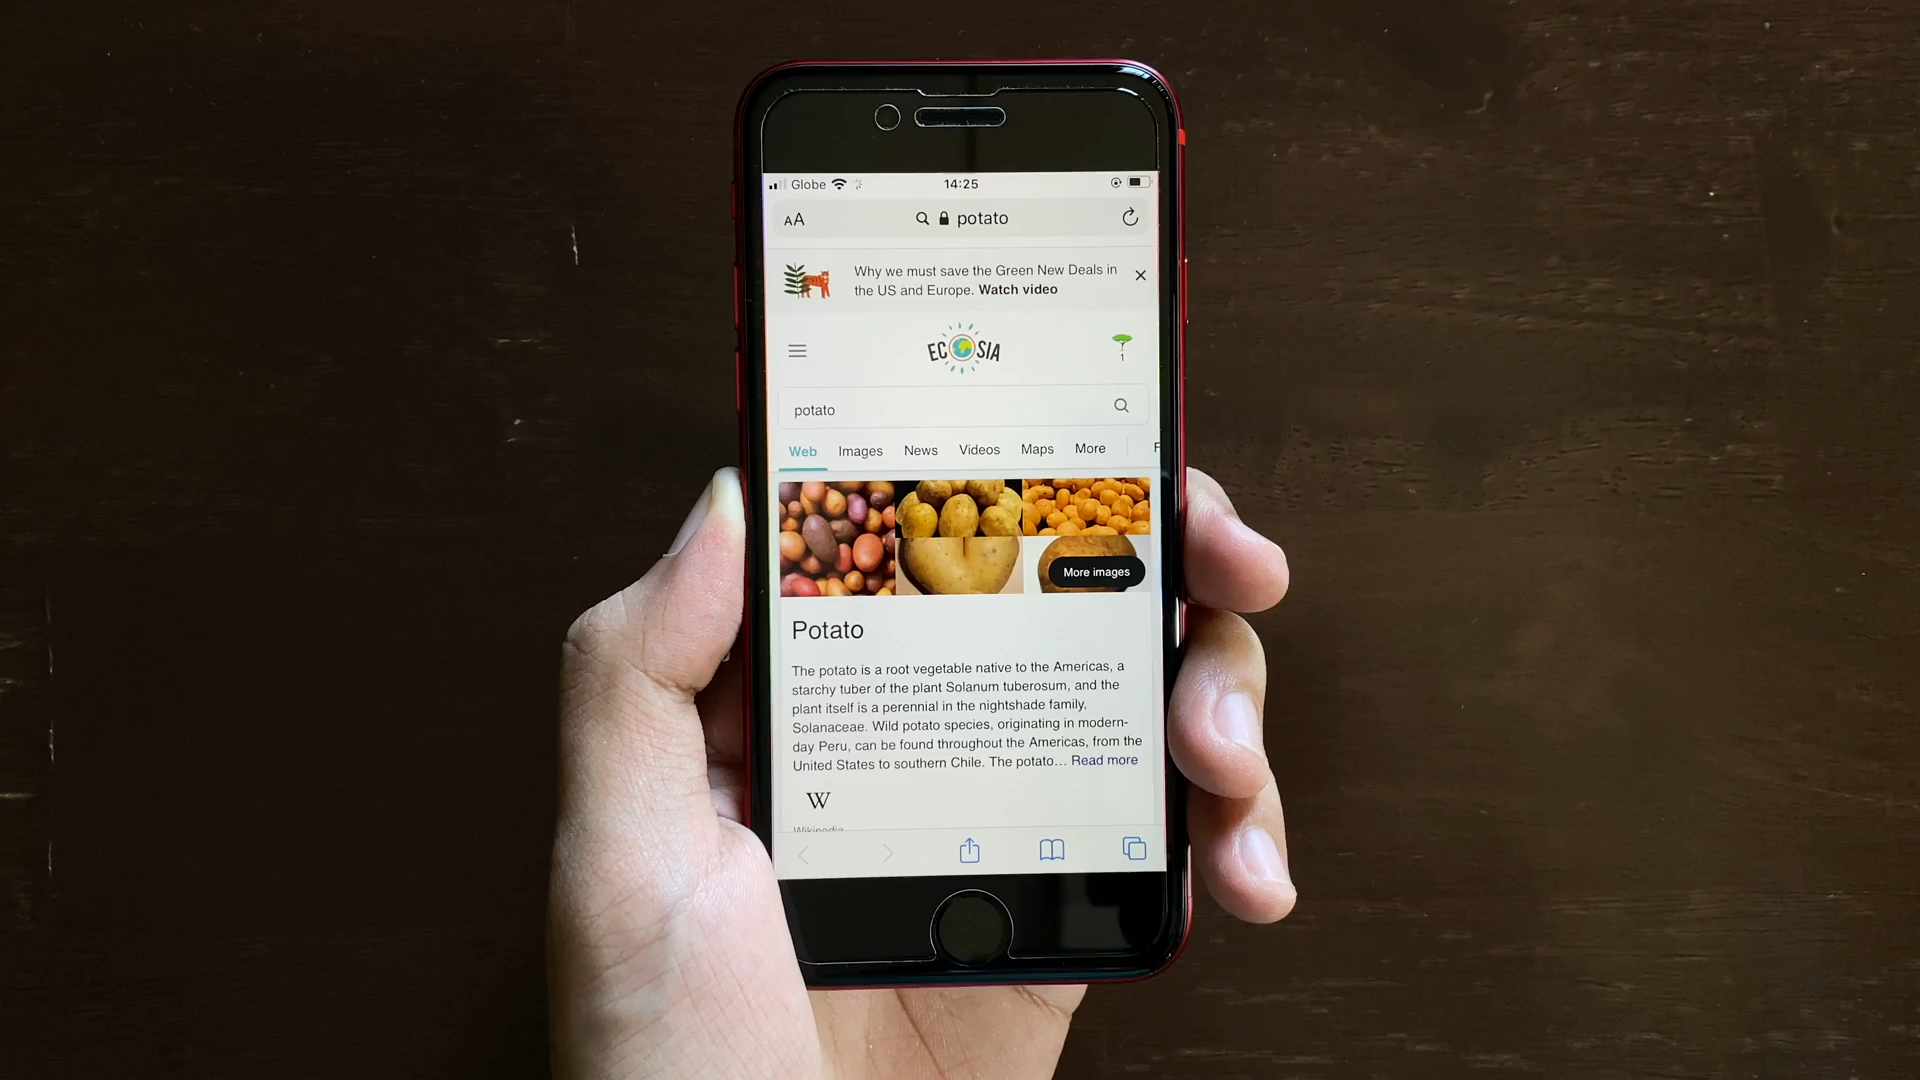 Globe 14:25
AA potato
Why we must save the Green New Deals in
the US and Europe. Watch video
ECOSIA
1
potato
Web Images News Videos Maps More F
More images
Potato
The potato is a root vegetable native to the Americas, a
starchy tuber of the plant Solanum tuberosum, and the
plant itself is a perennial in the nightshade family,
Solanaceae. Wild potato species, originating in modern-
day Peru, can be found throughout the Americas, from the
United States to southern Chile. The potato... Read more
W
Wikipedia